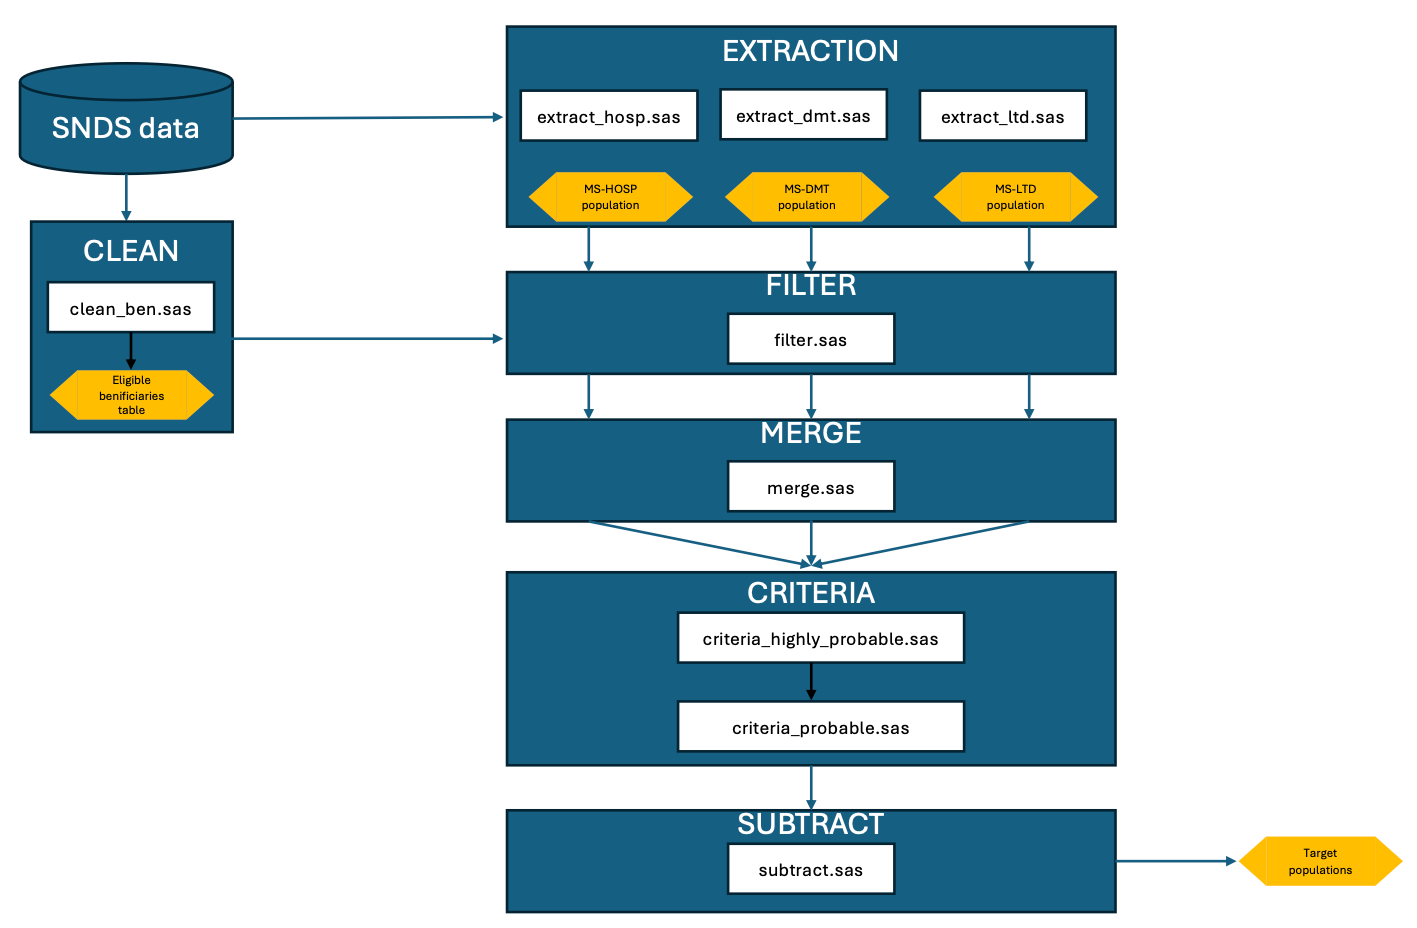 SNDS data
CLEAN
clean_ben.sas
Eligible
benificiaries
table
EXTRACTION
extract_hosp.sas
extract_dmt.sas
extract_ltd.sas
MS-HOSP
population
MS-DMT
population
MS-LTD
population
FILTER
filter.sas
MERGE
merge.sas
CRITERIA
criteria_highly_probable.sas
criteria_probable.sas
SUBTRACT
subtract.sas
Target
populations